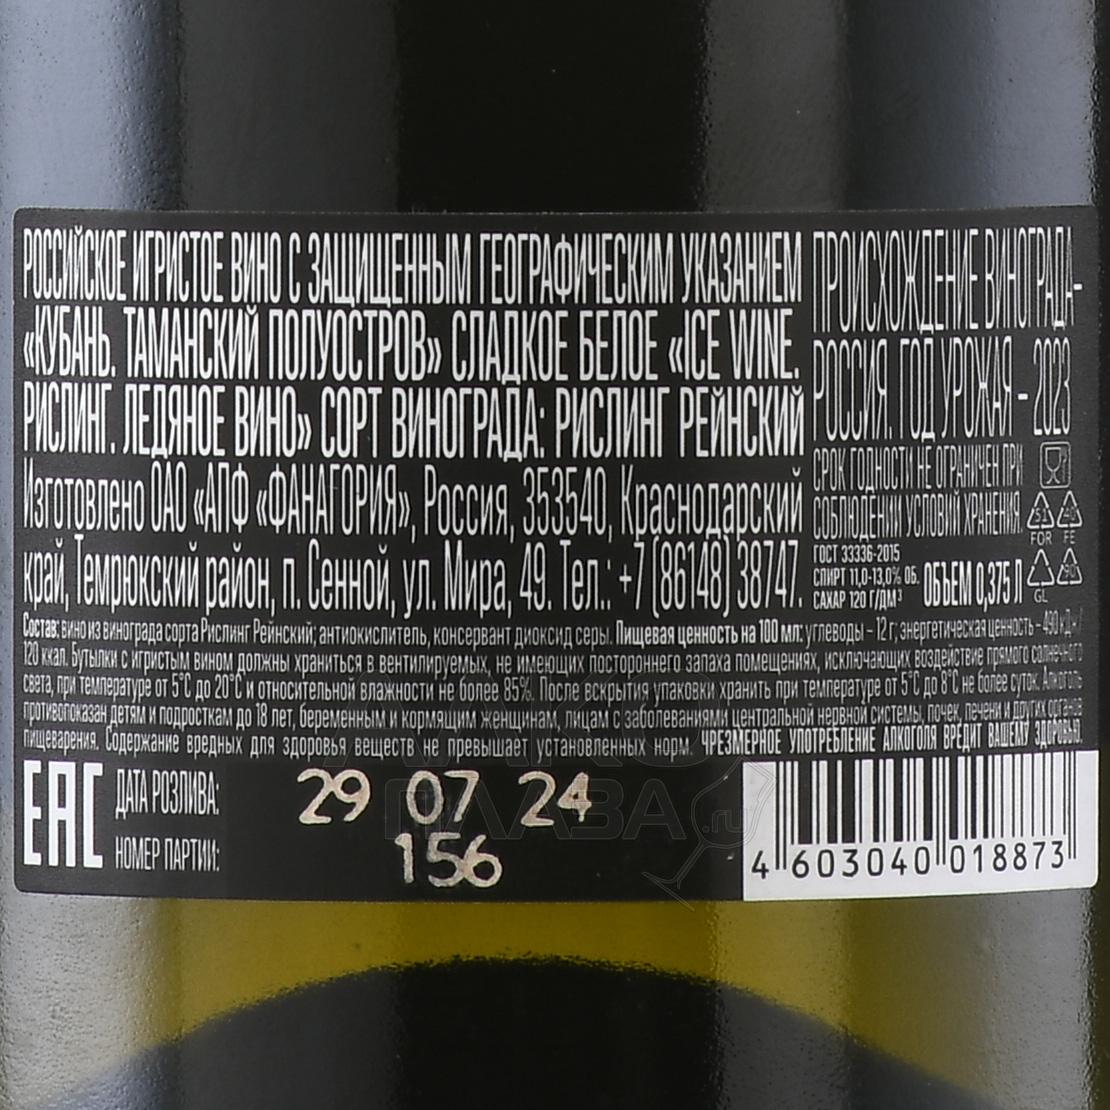 РОССИЙСКОЕ ИГРИСТОЕ ВИНО С ЗАЩИЩЕННЫМ ГЕОГРАФИЧЕСКИМ УКАЗАНИЕМ
«КУБАНЬ. ТАМАНСКИЙ ПОЛУОСТРОВ» СЛАДКОЕ БЕЛОЕ «ICE WINE.
РИСЛИНГ. ЛЕДЯНОЕ ВИНО» СОРТ ВИНОГРАДА: РИСЛИНГ РЕЙНСКИЙ
Изготовлено ОАО «АПФ «ФАНАГОРИЯ», Россия, 353540, Краснодарский
край, Темрюкский район, п. Сенной, ул. Мира, 49. Тел.: +7 (86148) 38747.
ПРОИСХОЖДЕНИЕ ВИНОГРАДА-
РОССИЯ. ГОД УРОЖАЯ - 2023
СРОК ГОДНОСТИ НЕ ОГРАНИЧЕН ПРИ
СОБЛЮДЕНИИ УСЛОВИЙ ХРАНЕНИЯ.
ГОСТ 33336-2015
СПИРТ 11,0-13,0% ОБ.
САХАР 120 Г/ДМ³
ОБЪЕМ 0,375 Л
51
FOR
40
FE
GL
90
Состав: вино из винограда сорта Рислинг Рейнский; антиокислитель, консервант диоксид серы. Пищевая ценность на 100 мл: углеводы – 12 г; энергетическая ценность – 490 кДж/
120 ккал. Бутылки с игристым вином должны храниться в вентилируемых, не имеющих постороннего запаха помещениях, исключающих воздействие прямого солнечного
света, при температуре от 5°С до 20°С и относительной влажности не более 85%. После вскрытия упаковки хранить при температуре от 5°С до 8°С не более суток. Алкоголь
противопоказан детям и подросткам до 18 лет, беременным и кормящим женщинам, лицам с заболеваниями центральной нервной системы, почек, печени и других органов
пищеварения. Содержание вредных для здоровья веществ не превышает установленных норм. ЧРЕЗМЕРНОЕ УПОТРЕБЛЕНИЕ АЛКОГОЛЯ ВРЕДИТ ВАШЕМУ ЗДОРОВЬЮ.
ЕАС
ДАТА РОЗЛИВА: 29 07 24
НОМЕР ПАРТИИ: 156
4 603040 018873
АЛКО
ПЛАЗА.ru